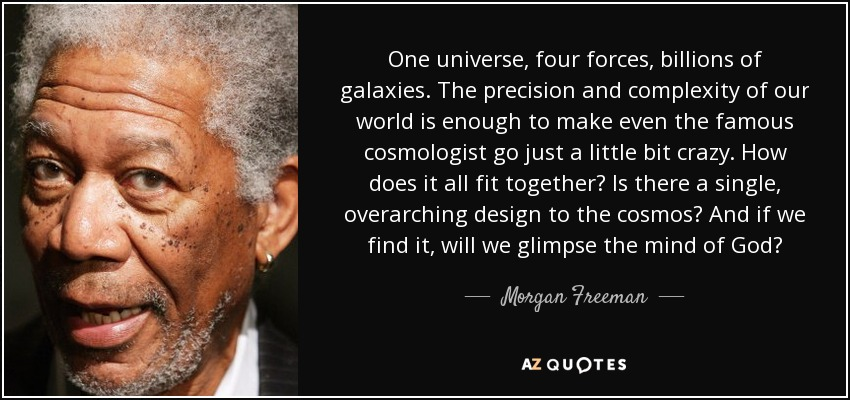 One universe, four forces, billions of
galaxies. The precision and complexity of our
world is enough to make even the famous
cosmologist go just a little bit crazy. How
does it all fit together? Is there a single,
overarching design to the cosmos? And if we
find it, will we glimpse the mind of God?
Morgan Freeman
AZ QUOTES